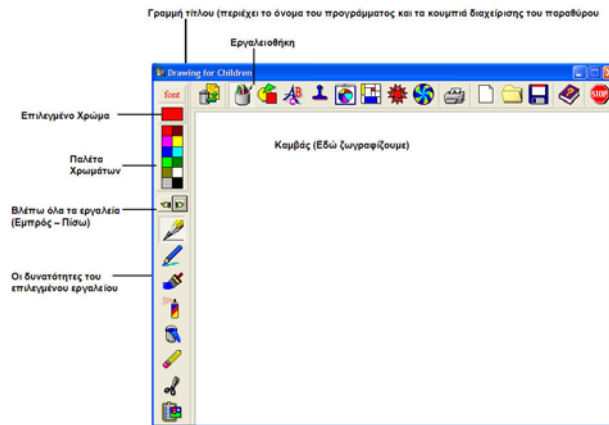 Γραμμή τίτλου (περιέχει το όνομα του προγράμματος και τα κουμπιά διαχείρισης του παραθύρου
Εργαλειοθήκη
Drawing for Children
font
STOP
Επιλεγμένο Χρώμα
Καμβάς (Εδώ ζωγραφίζουμε)
Παλέτα
Χρωμάτων
Βλέπω όλα τα εργαλεία
(Εμπρός – Πίσω)
Οι δυνατότητες του
επιλεγμένου εργαλείου